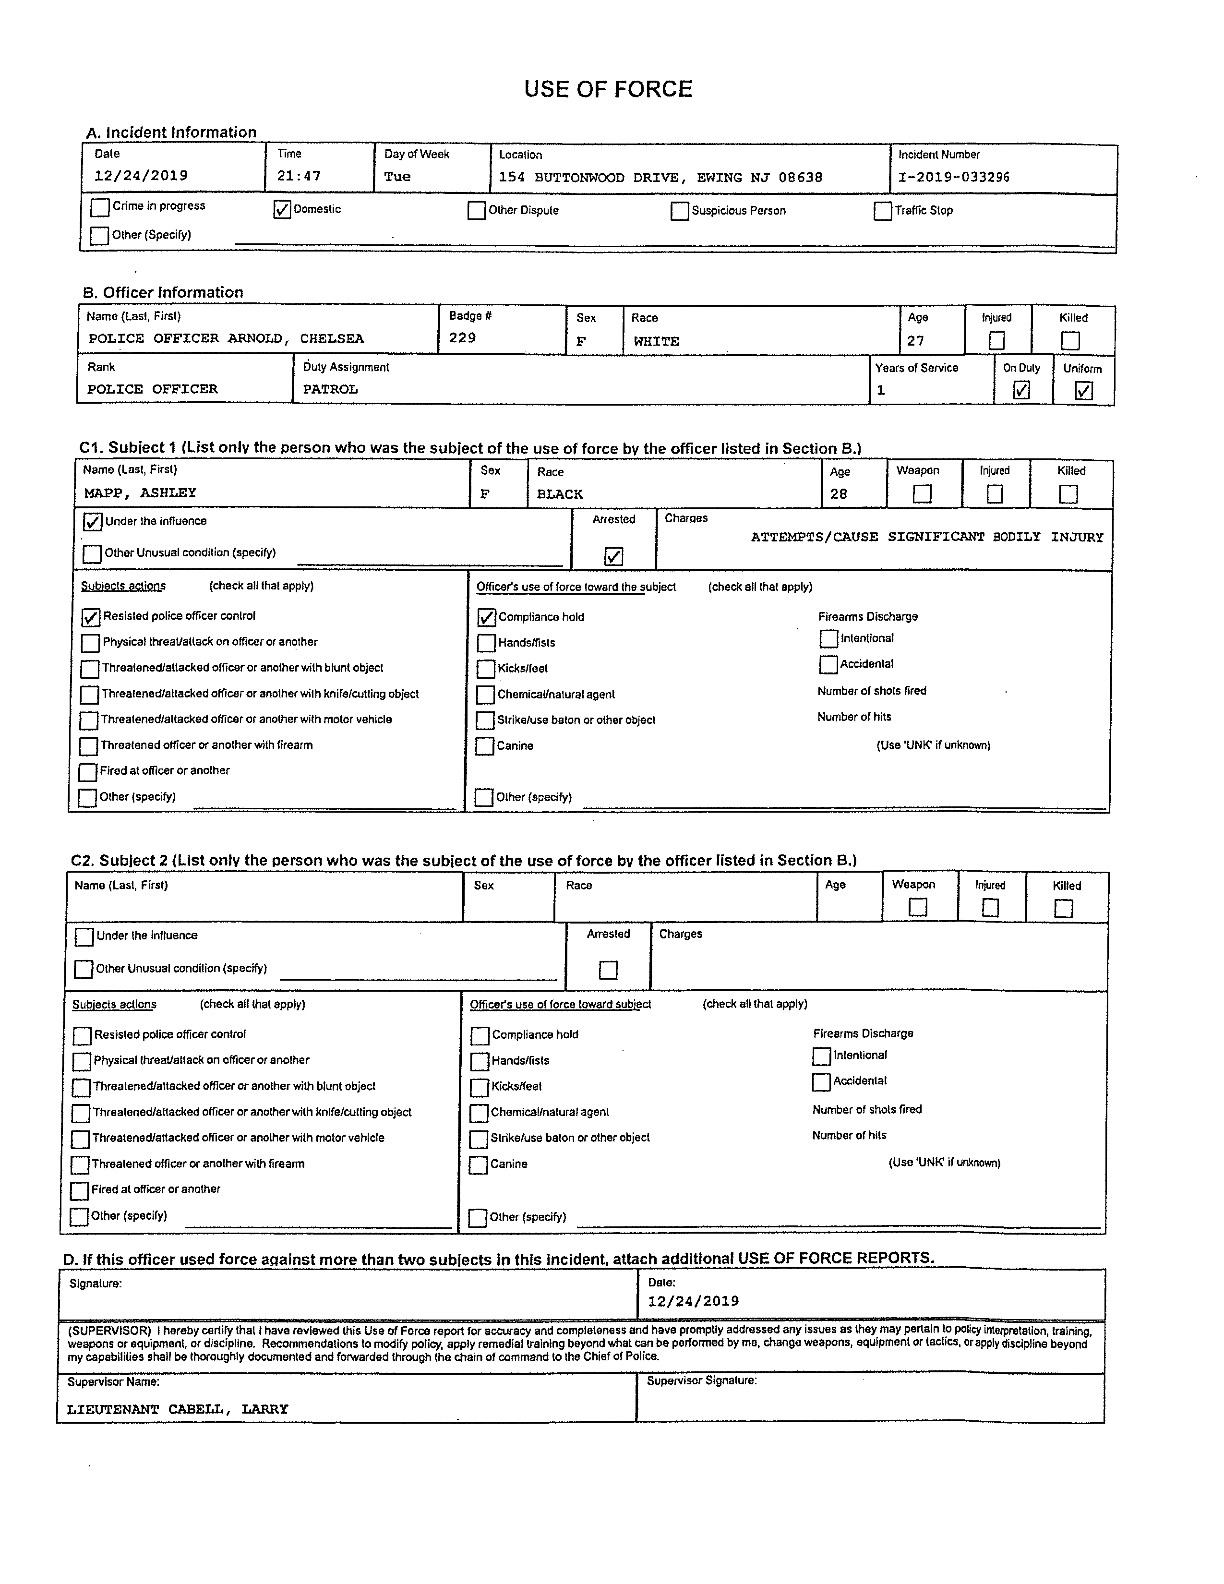 USE OF FORCE
A. Incident Information
Date Time Day of Week Location Incident Number
12/24/2019 21:47 Tue 154 BUTTONWOOD DRIVE, EWING NJ 08638 I-2019-033296
Crime in progress Domestic Other Dispute Suspicious Person Traffic Stop
Other (Specify)
B. Officer Information
Name (Last, First) Badge # Sex Race Age Injured Killed
POLICE OFFICER ARNOLD, CHELSEA 229 F WHITE 27
Rank Duty Assignment Years of Service On Duty Uniform
POLICE OFFICER PATROL 1
C1. Subject 1 (List only the person who was the subject of the use of force by the officer listed in Section B.)
Name (Last, First) Sex Race Age Weapon Injured Killed
MAPP, ASHLEY F BLACK 28
Under the influence Arrested Charges
ATTEMPTS/CAUSE SIGNIFICANT BODILY INJURY
Other Unusual condition (specify)
Subjects actions (check all that apply) Officer's use of force toward the subject (check all that apply)
Resisted police officer control Compliance hold Firearms Discharge
Physical threat/attack on officer or another Hands/fists Intentional
Threatened/attacked officer or another with blunt object Kicks/feet Accidental
Threatened/attacked officer or another with knife/cutting object Chemical/natural agent Number of shots fired
Threatened/attacked officer or another with motor vehicle Strike/use baton or other object Number of hits
Threatened officer or another with firearm Canine (Use 'UNK' if unknown)
Fired at officer or another
Other (specify) Other (specify)
C2. Subject 2 (List only the person who was the subject of the use of force by the officer listed in Section B.)
Name (Last, First) Sex Race Age Weapon Injured Killed
Under the influence Arrested Charges
Other Unusual condition (specify)
Subjects actions (check all that apply) Officer's use of force toward subject (check all that apply)
Resisted police officer control Compliance hold Firearms Discharge
Physical threat/attack on officer or another Hands/fists Intentional
Threatened/attacked officer or another with blunt object Kicks/feet Accidental
Threatened/attacked officer or another with knife/cutting object Chemical/natural agent Number of shots fired
Threatened/attacked officer or another with motor vehicle Strike/use baton or other object Number of hits
Threatened officer or another with firearm Canine (Use 'UNK' if unknown)
Fired at officer or another
Other (specify) Other (specify)
D. If this officer used force against more than two subjects in this incident, attach additional USE OF FORCE REPORTS.
Signature: Date:
12/24/2019
(SUPERVISOR) I hereby certify that I have reviewed this Use of Force report for accuracy and completeness and have promptly addressed any issues as they may pertain to policy interpretation, training,
weapons or equipment, or discipline. Recommendations to modify policy, apply remedial training beyond what can be performed by me, change weapons, equipment or tactics, or apply discipline beyond
my capabilities shall be thoroughly documented and forwarded through the chain of command to the Chief of Police.
Supervisor Name: Supervisor Signature:
LIEUTENANT CABELL, LARRY